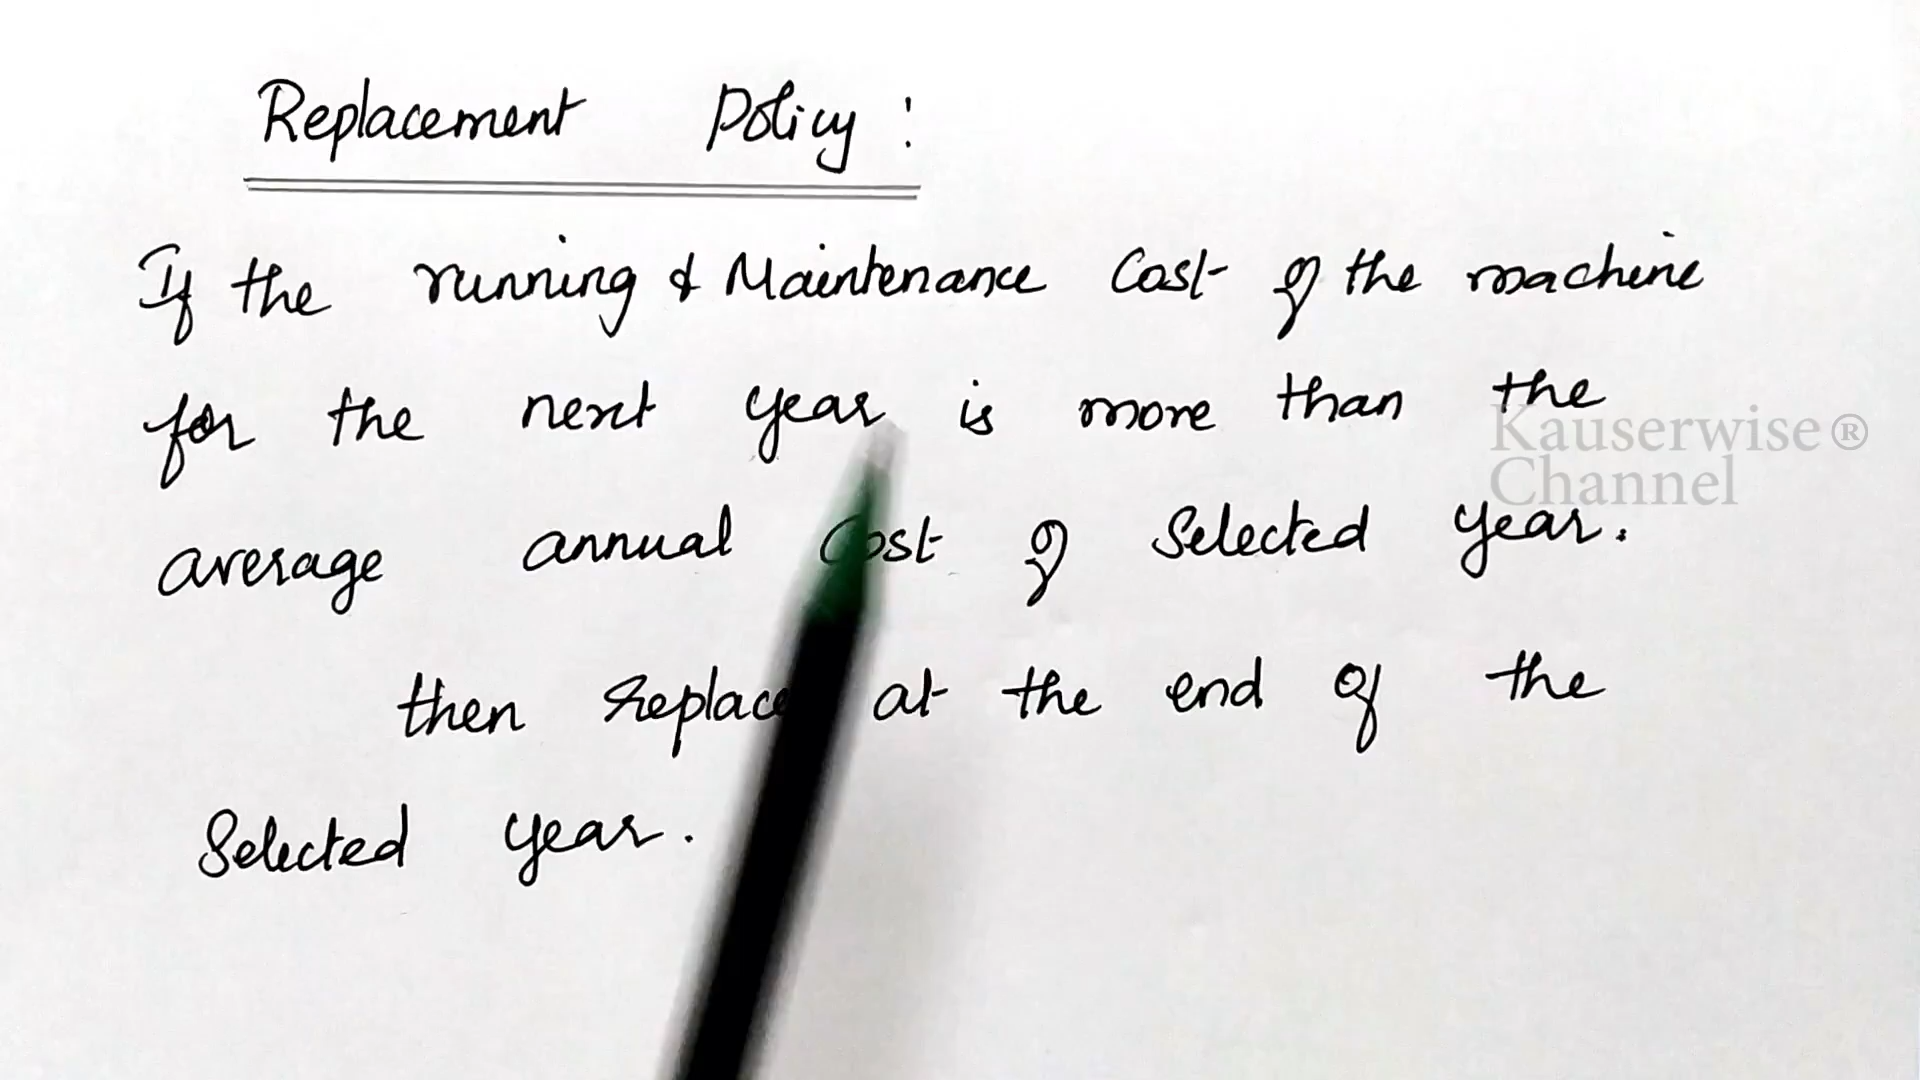 Replacement Policy :
If the running & Maintenance Cost of the machine
for the next year is more than the
Kauserwise®
Channel
average annual Cost of Selected year.
then replace at the end of the
Selected year.